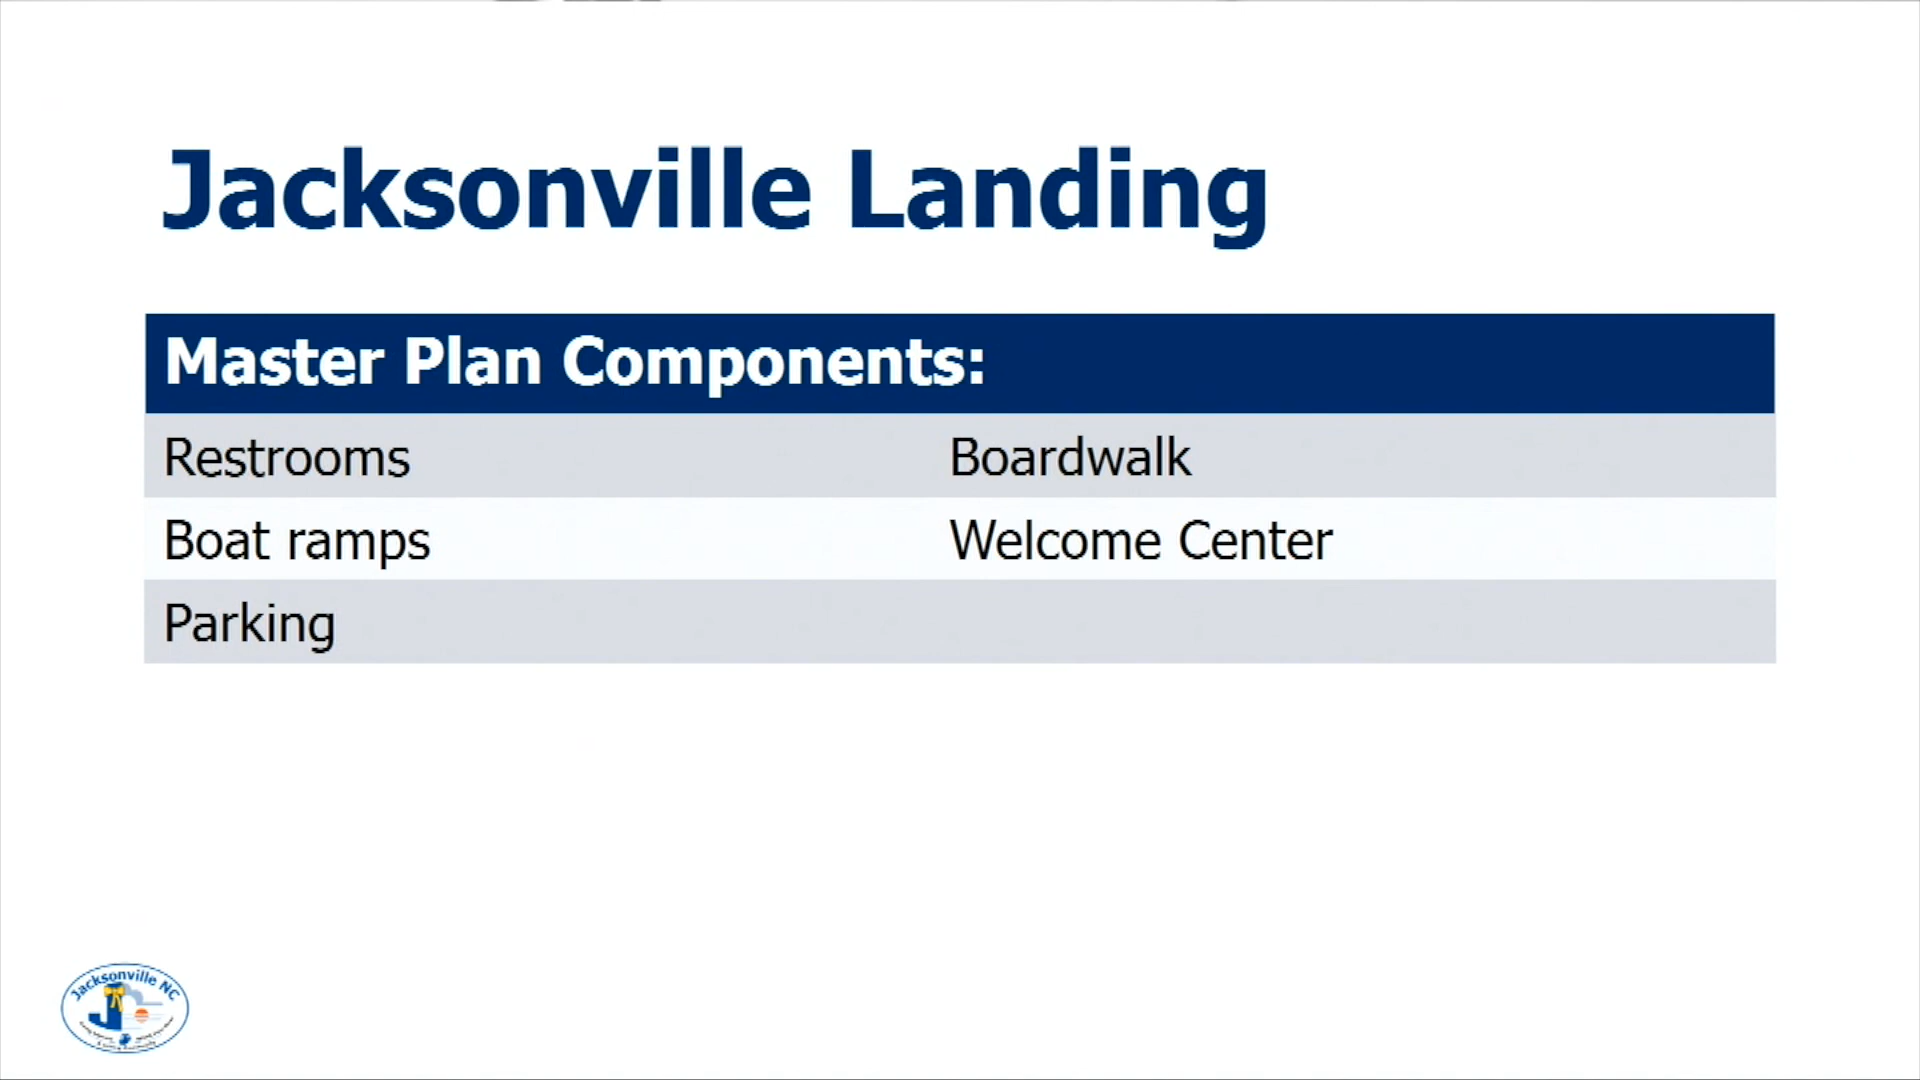 Jacksonville Landing
Master Plan Components:
Restrooms
Boardwalk
Boat ramps
Welcome Center
Parking
Jacksonville NC